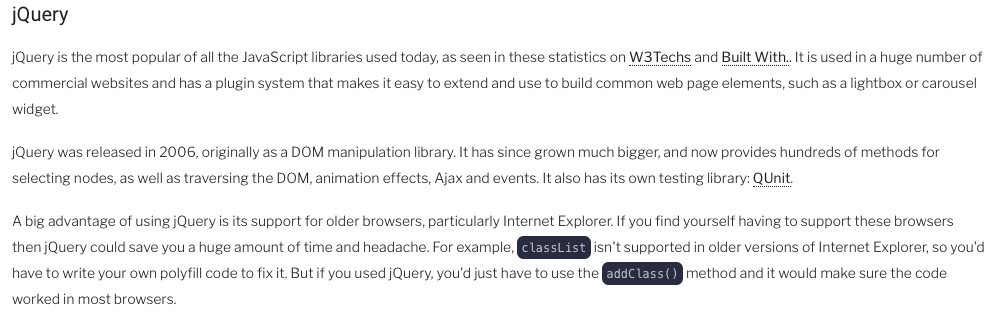 jQuery
jQuery is the most popular of all the JavaScript libraries used today, as seen in these statistics on W3Techs and Built With.. It is used in a huge number of
commercial websites and has a plugin system that makes it easy to extend and use to build common web page elements, such as a lightbox or carousel
widget.
jQuery was released in 2006, originally as a DOM manipulation library. It has since grown much bigger, and now provides hundreds of methods for
selecting nodes, as well as traversing the DOM, animation effects, Ajax and events. It also has its own testing library: QUnit.
A big advantage of using jQuery is its support for older browsers, particularly Internet Explorer. If you find yourself having to support these browsers
then jQuery could save you a huge amount of time and headache. For example, classList isn't supported in older versions of Internet Explorer, so you'd
have to write your own polyfill code to fix it. But if you used jQuery, you'd just have to use the addClass() method and it would make sure the code
worked in most browsers.